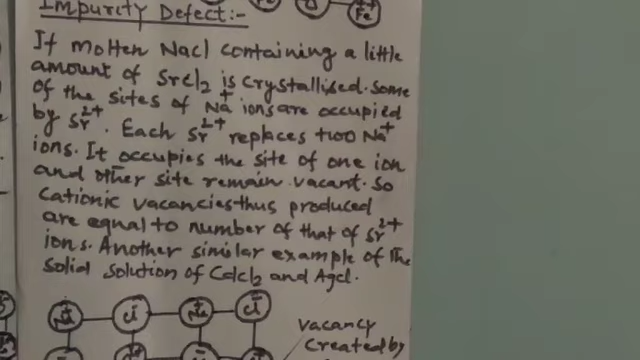 Impurity Defect:-
If molten Nacl containing a little
amount of Srcl2 is crystallised. some
of the sites of Na+ ions are occupied
by Sr2+. Each Sr2+ replaces two Na+
ions. It occupies the site of one ion
and other site remain vacant. so
cationic vacancies thus produced
are equal to number of that of Sr2+
ions. Another similar example of the
solid solution of Cdcl2 and Agcl.
Fe++
Na+ Cl- Na+ Cl-
vacancy
created by